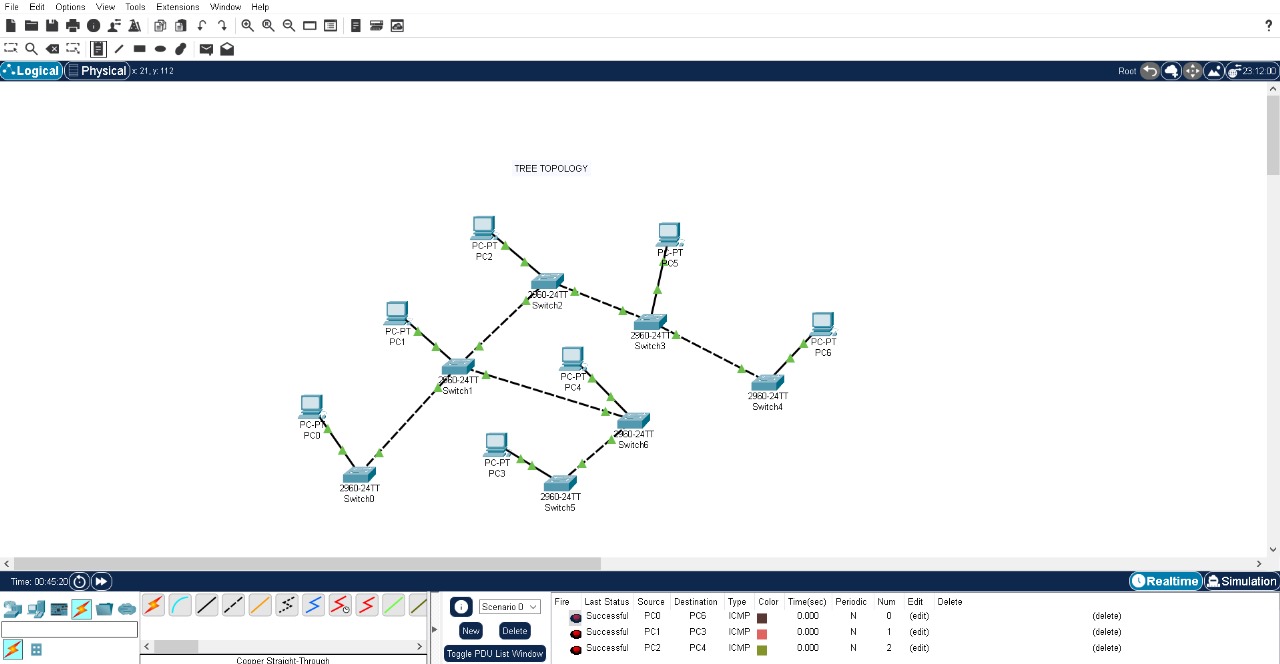 File Edit Options View Tools Extensions Window Help
?
Logical Physical x: 21, y: 112 Root 23:12:00
TREE TOPOLOGY
PC-PT
PC2
PC-PT
PC5
2960-24TT
Switch2
PC-PT
PC1
2960-24TT
Switch3
PC-PT
PC6
2960-24TT
Switch1
PC-PT
PC4
2960-24TT
Switch4
PC-PT
PC0
2960-24TT
Switch6
PC-PT
PC3
2960-24TT
Switch0
2960-24TT
Switch5
Time: 00:45:20 Realtime Simulation
Scenario 0
New Delete
Toggle PDU List Window
Copper Straight-Through
Fire Last Status Source Destination Type Color Time(sec) Periodic Num Edit Delete
Successful PC0 PC6 ICMP 0.000 N 0 (edit) (delete)
Successful PC1 PC3 ICMP 0.000 N 1 (edit) (delete)
Successful PC2 PC4 ICMP 0.000 N 2 (edit) (delete)